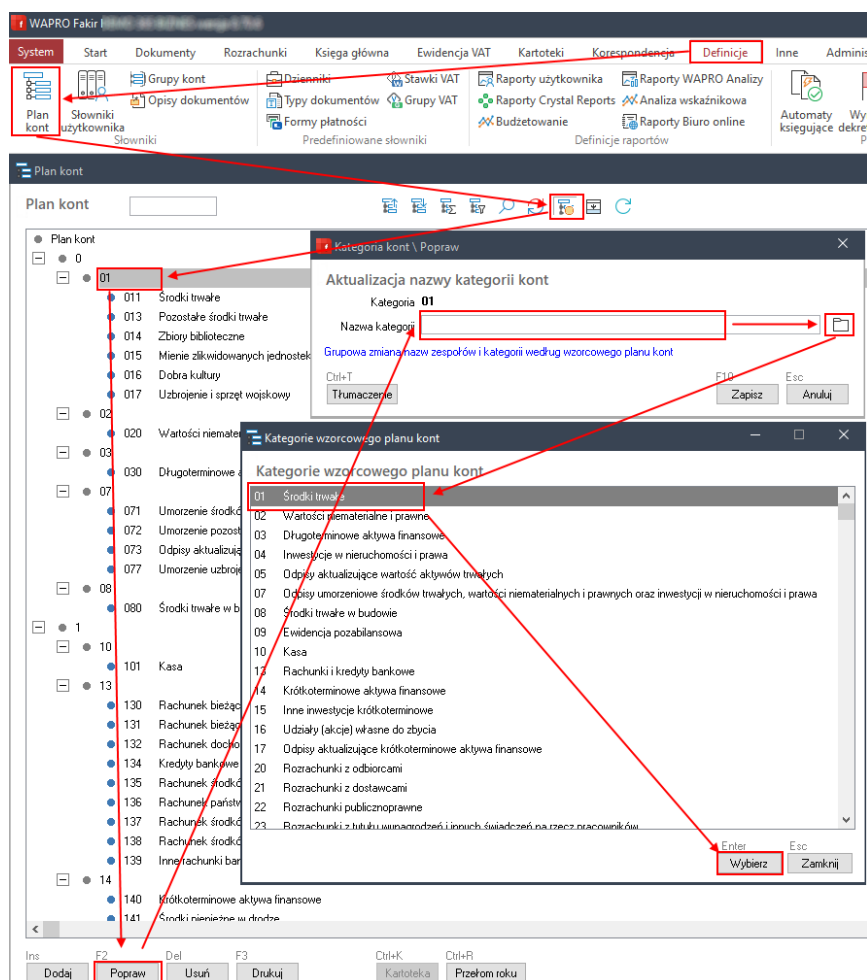 WAPRO Fakir
System Start Dokumenty Rozrachunki Księga główna Ewidencja VAT Kartoteki Korespondencja Definicje Inne Adminis
Plan kont
Słowniki użytkownika
Grupy kont
Opisy dokumentów
Słowniki
Dzienniki
Typy dokumentów
Formy płatności
Stawki VAT
Grupy VAT
Predefiniowane słowniki
Raporty użytkownika
Raporty Crystal Reports
Budżetowanie
Raporty WAPRO Analizy
Analiza wskaźnikowa
Raporty Biuro online
Definicje raportów
Automaty księgujące
Wy
dekret
P
Plan kont
Plan kont
Plan kont
0
01
011 Środki trwałe
013 Pozostałe środki trwałe
014 Zbiory biblioteczne
015 Mienie zlikwidowanych jednostek
016 Dobra kultury
017 Uzbrojenie i sprzęt wojskowy
02
020 Wartości niemater
03
030 Długoterminowe a
07
071 Umorzenie środkó
072 Umorzenie pozost
073 Odpisy aktualizują
077 Umorzenie uzbroje
08
080 Środki trwałe w b
1
10
101 Kasa
13
130 Rachunek bieżąc
131 Rachunek bieżąc
132 Rachunek docho
134 Kredyty bankowe
135 Rachunek środkó
136 Rachunek państw
137 Rachunek środkó
138 Rachunek środkó
139 Inne rachunki ban
14
140 Krótkoterminowe aktywa finansowe
141 Środki pieniężne w drodze
Kategoria kont \ Popraw
Aktualizacja nazwy kategorii kont
Kategoria 01
Nazwa kategorii
Grupowa zmiana nazw zespołów i kategorii według wzorcowego planu kont
Ctrl+T F10 Esc
Tłumaczenie Zapisz Anuluj
Kategorie wzorcowego planu kont
Kategorie wzorcowego planu kont
01 Środki trwałe
02 Wartości niematerialne i prawne
03 Długoterminowe aktywa finansowe
04 Inwestycje w nieruchomości i prawa
05 Odpisy aktualizujące wartość aktywów trwałych
07 Odpisy umorzeniowe środków trwałych, wartości niematerialnych i prawnych oraz inwestycji w nieruchomości i prawa
08 Środki trwałe w budowie
09 Ewidencja pozabilansowa
10 Kasa
13 Rachunki i kredyty bankowe
14 Krótkoterminowe aktywa finansowe
15 Inne inwestycje krótkoterminowe
16 Udziały (akcje) własne do zbycia
17 Odpisy aktualizujące krótkoterminowe aktywa finansowe
20 Rozrachunki z odbiorcami
21 Rozrachunki z dostawcami
22 Rozrachunki publicznoprawne
23 Rozrachunki z tytułu wynagrodzeń i innych świadczeń na rzecz pracowników
Enter Esc
Wybierz Zamknij
Ins F2 Del F3 Ctrl+K Ctrl+R
Dodaj Popraw Usuń Drukuj Kartoteka Przełom roku